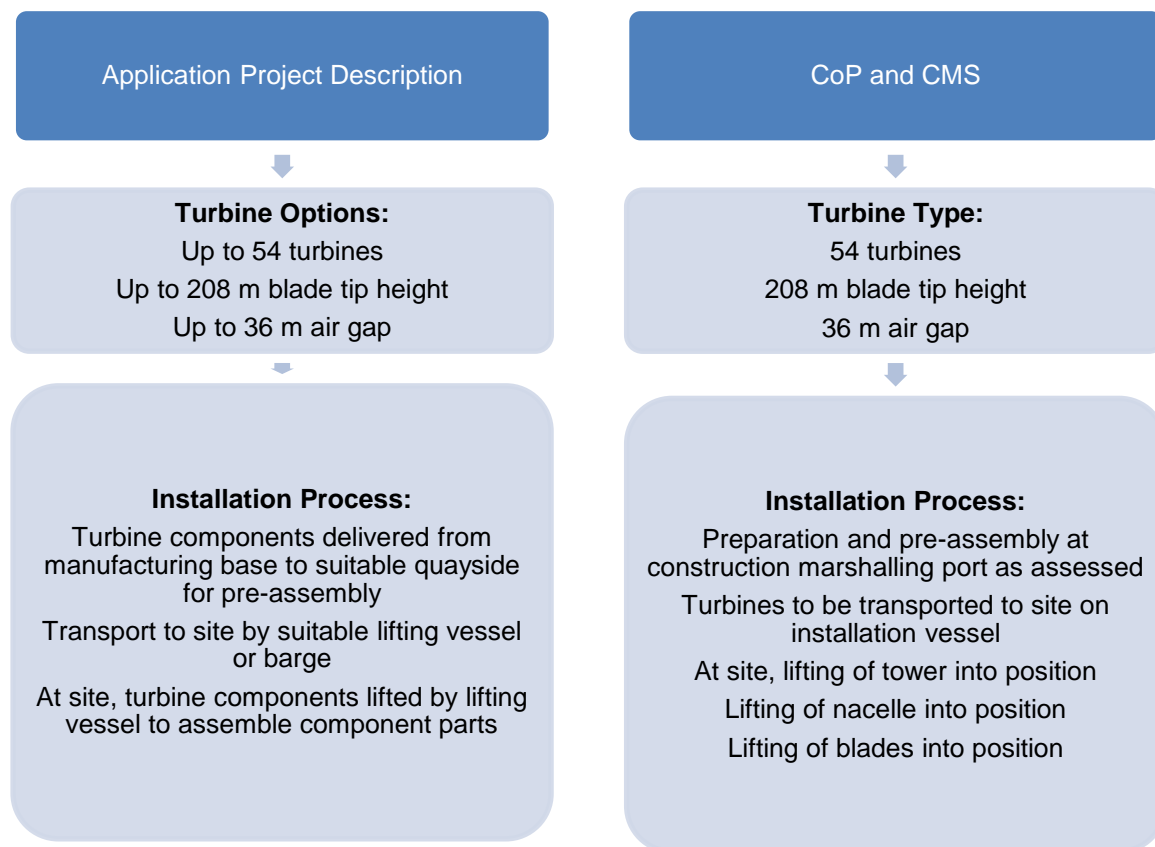 Application Project Description
Turbine Options:
Up to 54 turbines
Up to 208 m blade tip height
Up to 36 m air gap
Installation Process:
Turbine components delivered from
manufacturing base to suitable quayside
for pre-assembly
Transport to site by suitable lifting vessel
or barge
At site, turbine components lifted by lifting
vessel to assemble component parts
CoP and CMS
Turbine Type:
54 turbines
208 m blade tip height
36 m air gap
Installation Process:
Preparation and pre-assembly at
construction marshalling port as assessed
Turbines to be transported to site on
installation vessel
At site, lifting of tower into position
Lifting of nacelle into position
Lifting of blades into position